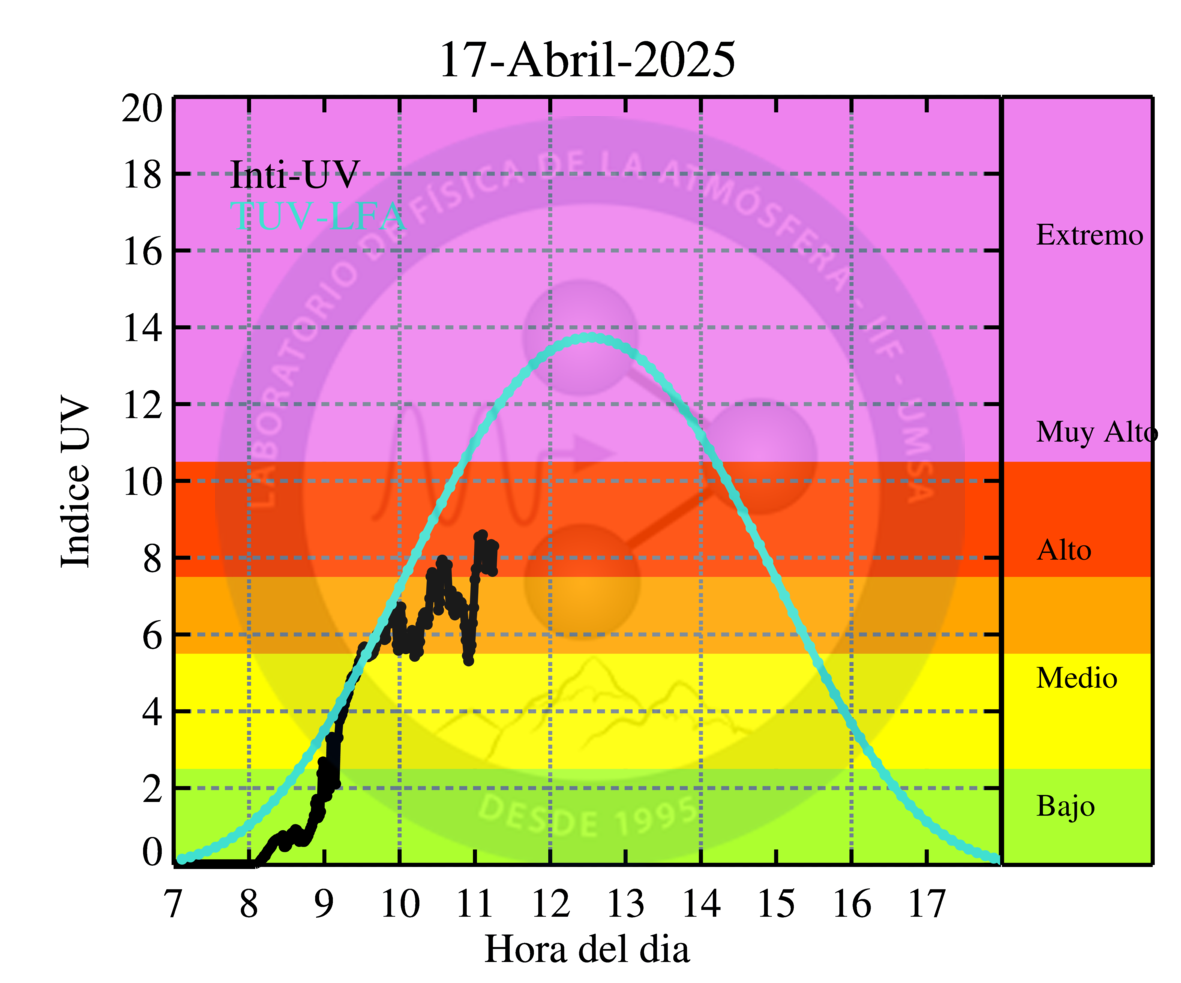 17-Abril-2025
20
18
16
14
12
10
8
6
4
2
0
Indice UV
Inti-UV
TUV-LFA
LABORATORIO DE FÍSICA DE LA ATMÓSFERA - IIF - UMSA
DESDE 1995
Extremo
Muy Alto
Alto
Medio
Bajo
7 8 9 10 11 12 13 14 15 16 17
Hora del dia